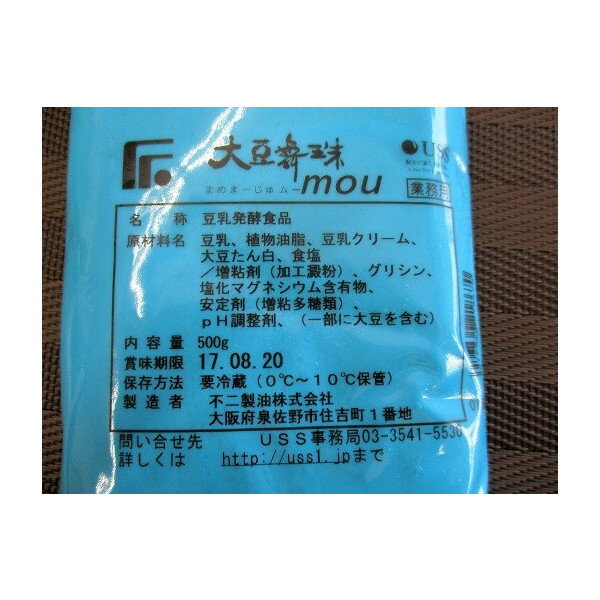 大豆舞珠
まめまーじゅムー
mou
USS
業務用
名　称　豆乳発酵食品
原材料名　豆乳、植物油脂、豆乳クリーム、
大豆たん白、食塩
／増粘剤（加工澱粉）、グリシン、
塩化マグネシウム含有物、
安定剤（増粘多糖類）、
pH調整剤、（一部に大豆を含む）
内 容 量　500g
賞味期限　17.08.20
保存方法　要冷蔵（0℃～10℃保管）
製 造 者　不二製油株式会社
大阪府泉佐野市住吉町1番地
問い合せ先　USS事務局03-3541-5530
詳しくは　http://uss1.jpまで